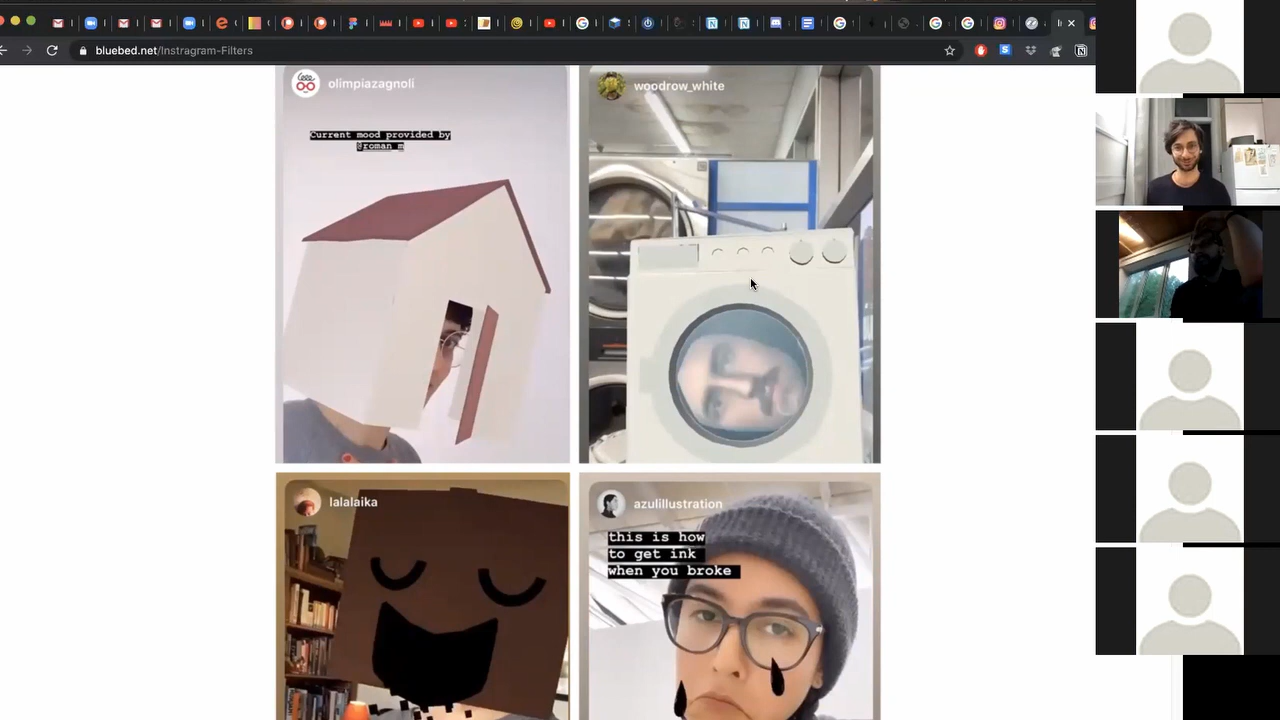 bluebed.net/Instragram-Filters
olimpiazagnoli
Current mood provided by
@roman_m
woodrow_white
lalalaika
azulillustration
this is how
to get ink
when you broke